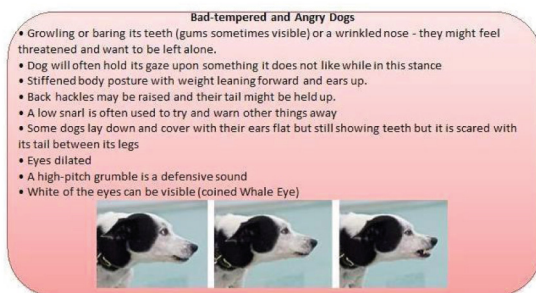 Bad-tempered and Angry Dogs
• Growling or baring its teeth (gums sometimes visible) or a wrinkled nose - they might feel
threatened and want to be left alone.
• Dog will often hold its gaze upon something it does not like while in this stance
• Stiffened body posture with weight leaning forward and ears up.
• Back hackles may be raised and their tail might be held up.
• A low snarl is often used to try and warn other things away
• Some dogs lay down and cover with their ears flat but still showing teeth but it is scared with
its tail between its legs
• Eyes dilated
• A high-pitch grumble is a defensive sound
• White of the eyes can be visible (coined Whale Eye)